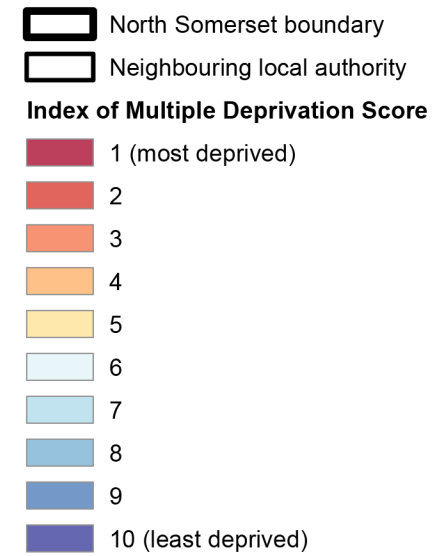 North Somerset boundary
Neighbouring local authority
Index of Multiple Deprivation Score
1 (most deprived)
2
3
4
5
6
7
8
9
10 (least deprived)